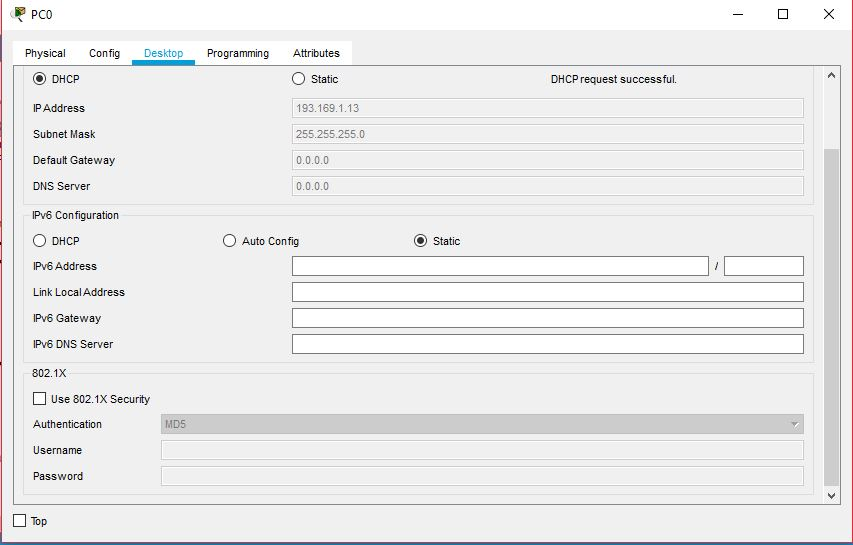 PC0
Physical Config Desktop Programming Attributes
DHCP Static DHCP request successful.
IP Address 193.169.1.13
Subnet Mask 255.255.255.0
Default Gateway 0.0.0.0
DNS Server 0.0.0.0
IPv6 Configuration
DHCP Auto Config Static
IPv6 Address /
Link Local Address
IPv6 Gateway
IPv6 DNS Server
802.1X
Use 802.1X Security
Authentication MD5
Username
Password
Top